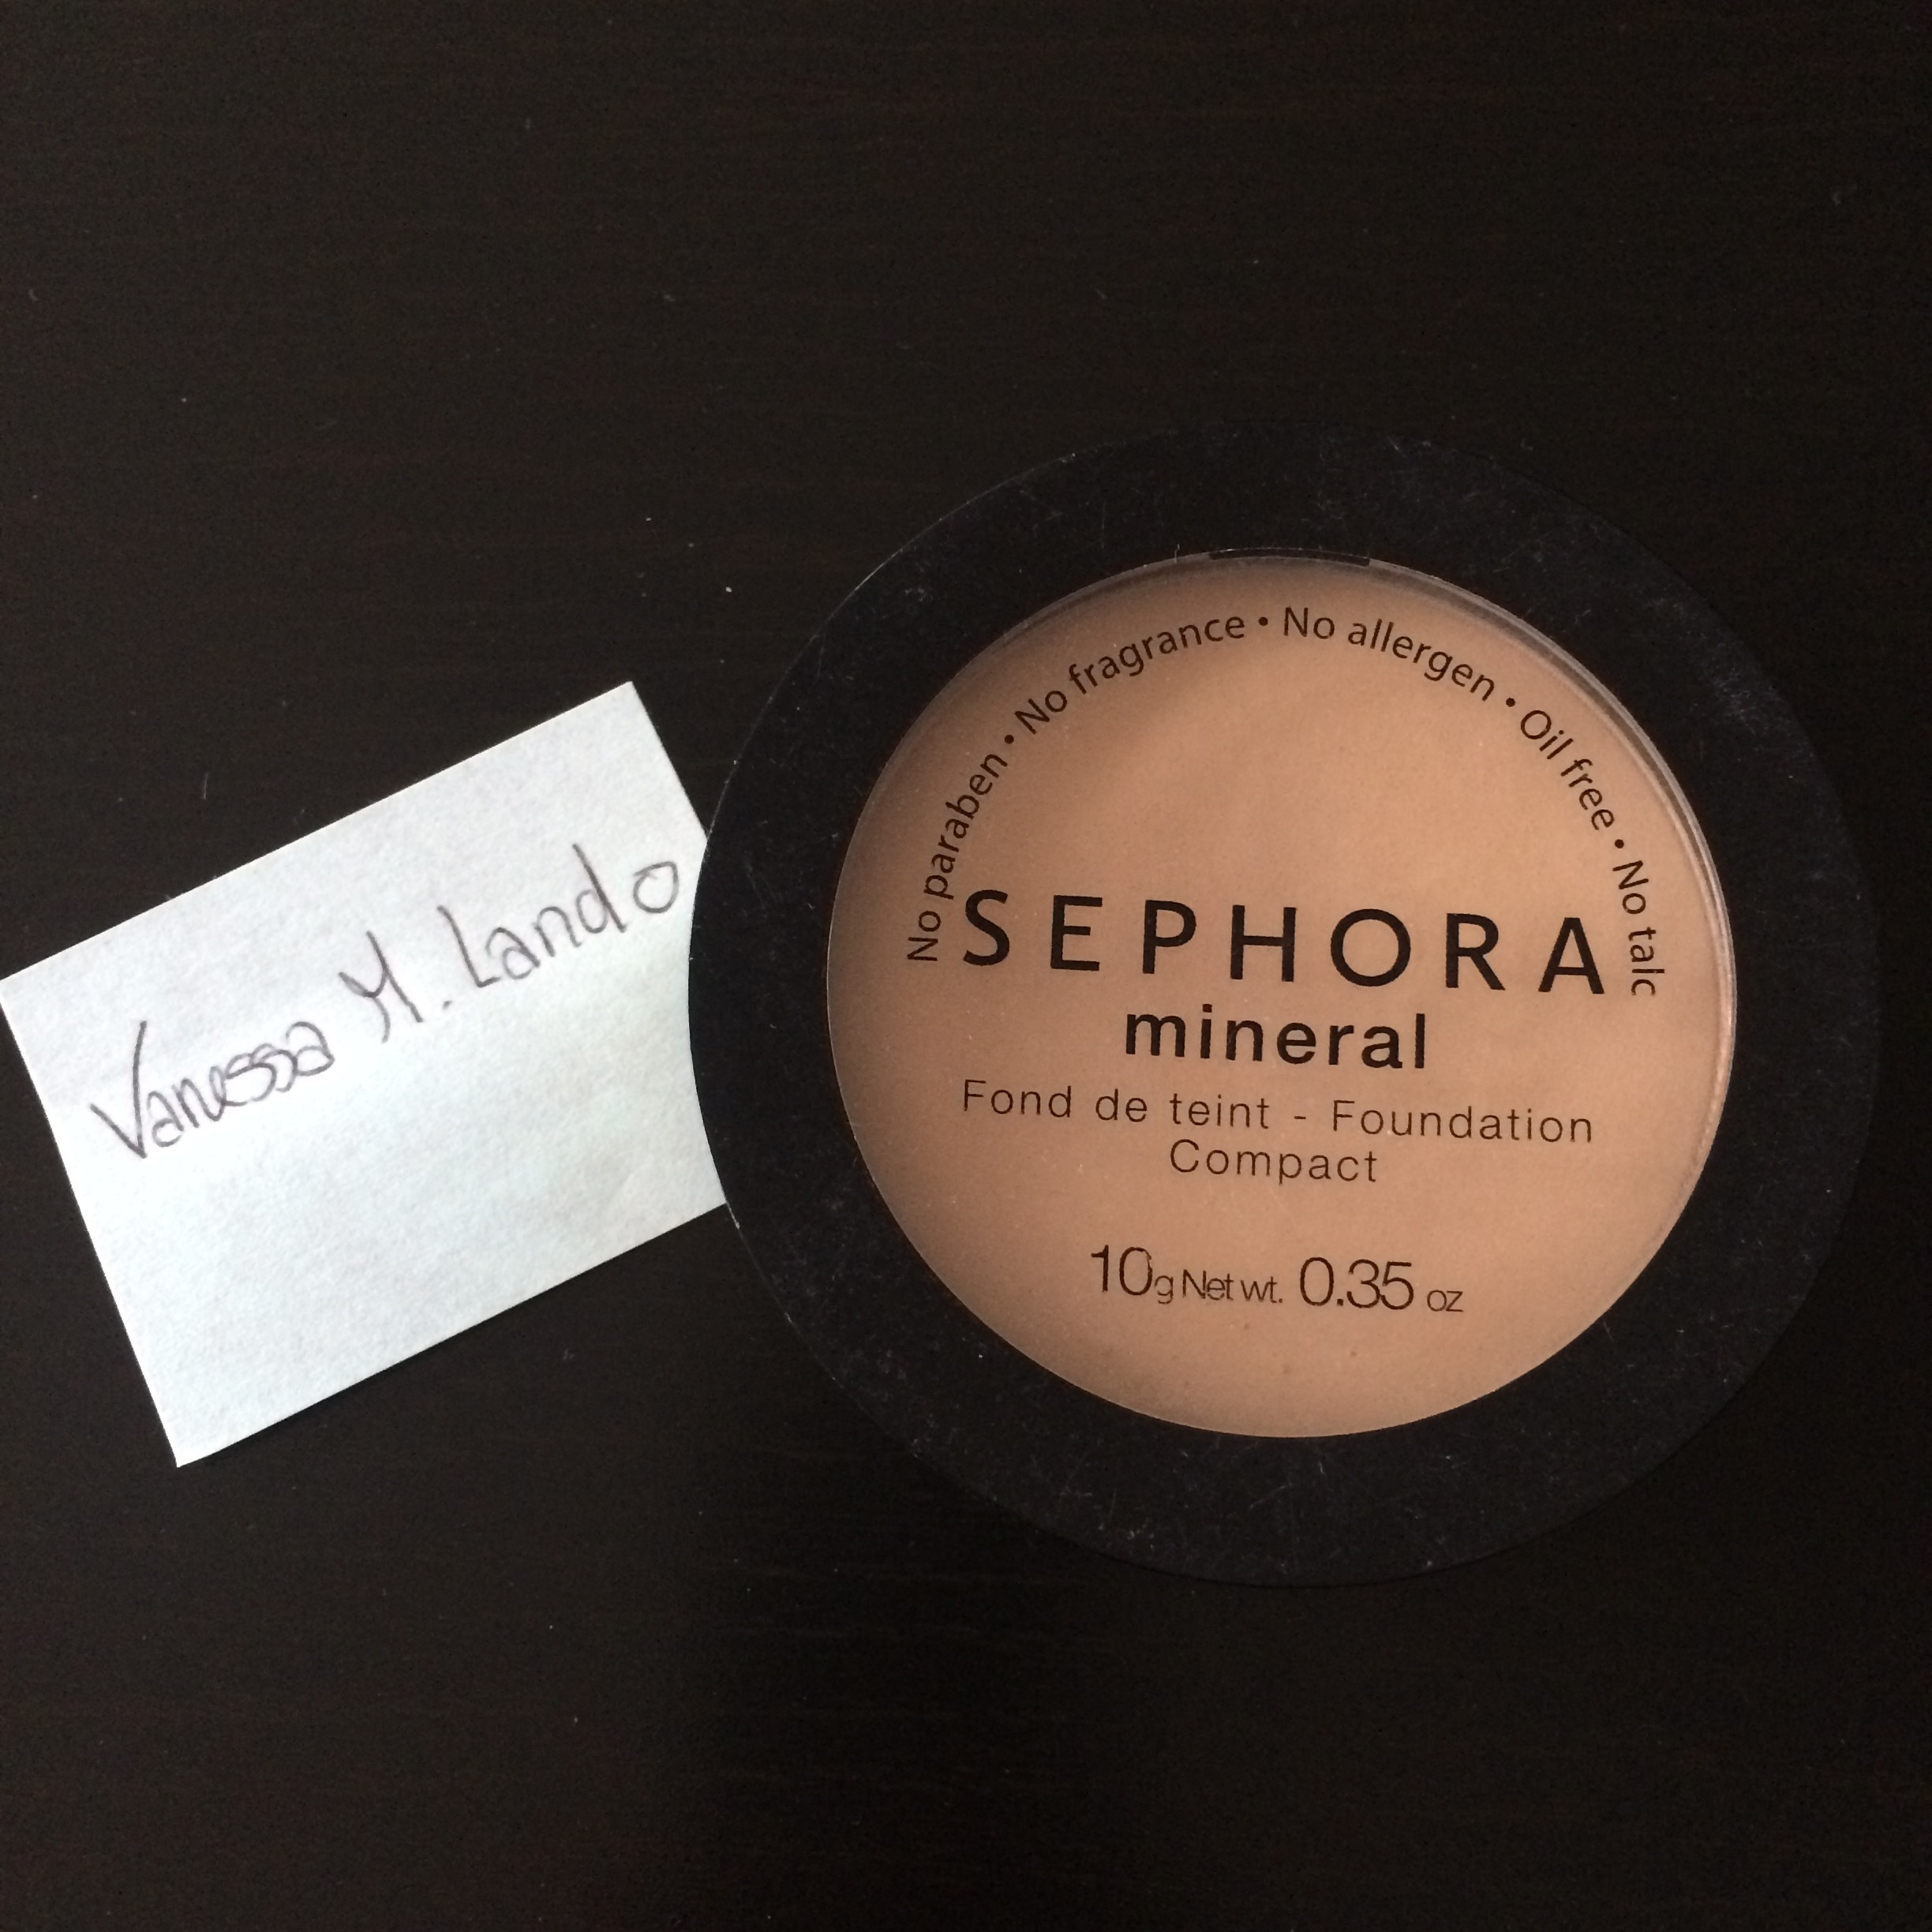 Vanessa M. Lando
No paraben • No fragrance • No allergen • Oil free • No talc
SEPHORA
mineral
Fond de teint - Foundation
Compact
10g Net wt. 0.35 oz